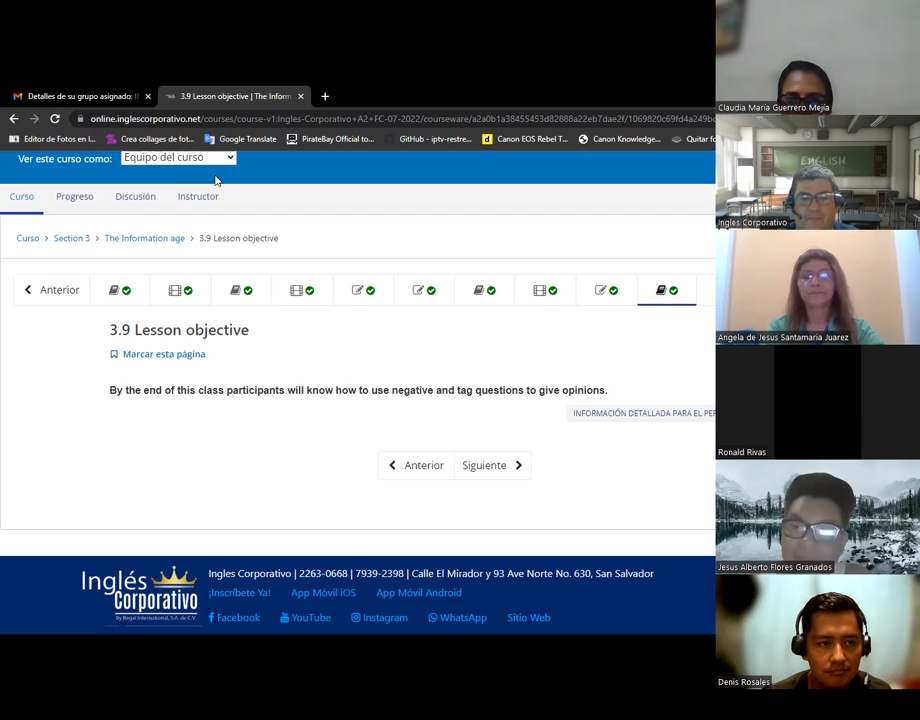 Detalles de su grupo asignado: I
3.9 Lesson objective | The Inform
online.inglescorporativo.net/courses/course-v1:Ingles-Corporativo+A2+FC-07-2022/courseware/a2a0b1a38455453d82888a22eb7dae2f/1069820c69fd4a249bc
Editor de Fotos en l...
Crea collages de fot...
Google Translate
PirateBay Official to...
GitHub - iptv-restre...
Canon EOS Rebel T...
Canon Knowledge...
Quitar fo
Ver este curso como:
Equipo del curso
Curso
Progreso
Discusión
Instructor
Curso > Section 3 > The Information age > 3.9 Lesson objective
Anterior
3.9 Lesson objective
Marcar esta página
By the end of this class participants will know how to use negative and tag questions to give opinions.
INFORMACIÓN DETALLADA PARA EL PER
Anterior
Siguiente
Inglés
Corporativo
By Regal International, S.A. de C.V.
Ingles Corporativo | 2263-0668 | 7939-2398 | Calle El Mirador y 93 Ave Norte No. 630, San Salvador
¡Inscríbete Ya!
App Móvil iOS
App Móvil Android
Facebook
YouTube
Instagram
WhatsApp
Sitio Web
Claudia María Guerrero Mejía
ENGLISH
Ingles Corporativo
Angela de Jesus Santamaria Juarez
Ronald Rivas
Jesus Alberto Flores Granados
Denis Rosales